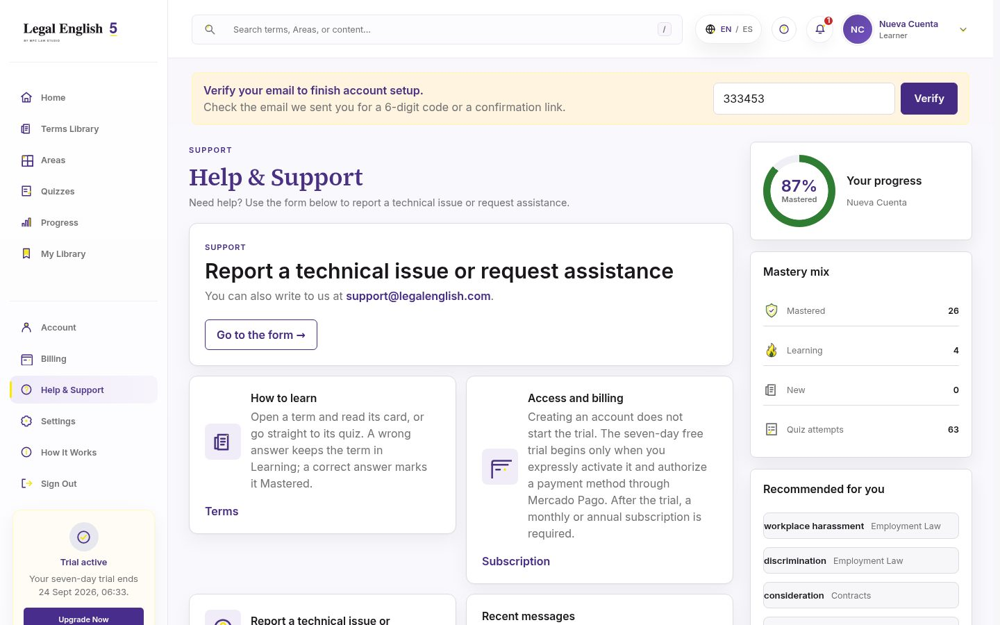 Legal English 5
BY MPC LAW STUDIO
Home
Terms Library
Areas
Quizzes
Progress
My Library
Account
Billing
Help & Support
Settings
How It Works
Sign Out
Trial active
Your seven-day trial ends
24 Sept 2026, 06:33.
Upgrade Now
Search terms, Areas, or content...
/
EN / ES
1
NC
Nueva Cuenta
Learner
Verify your email to finish account setup.
Check the email we sent you for a 6-digit code or a confirmation link.
333453
Verify
SUPPORT
Help & Support
Need help? Use the form below to report a technical issue or request assistance.
SUPPORT
Report a technical issue or request assistance
You can also write to us at support@legalenglish.com.
Go to the form →
How to learn
Open a term and read its card, or
go straight to its quiz. A wrong
answer keeps the term in
Learning; a correct answer marks
it Mastered.
Terms
Access and billing
Creating an account does not
start the trial. The seven-day free
trial begins only when you
expressly activate it and authorize
a payment method through
Mercado Pago. After the trial, a
monthly or annual subscription is
required.
Subscription
Report a technical issue or
Recent messages
87%
Mastered
Your progress
Nueva Cuenta
Mastery mix
Mastered 26
Learning 4
New 0
Quiz attempts 63
Recommended for you
workplace harassment Employment Law
discrimination Employment Law
consideration Contracts